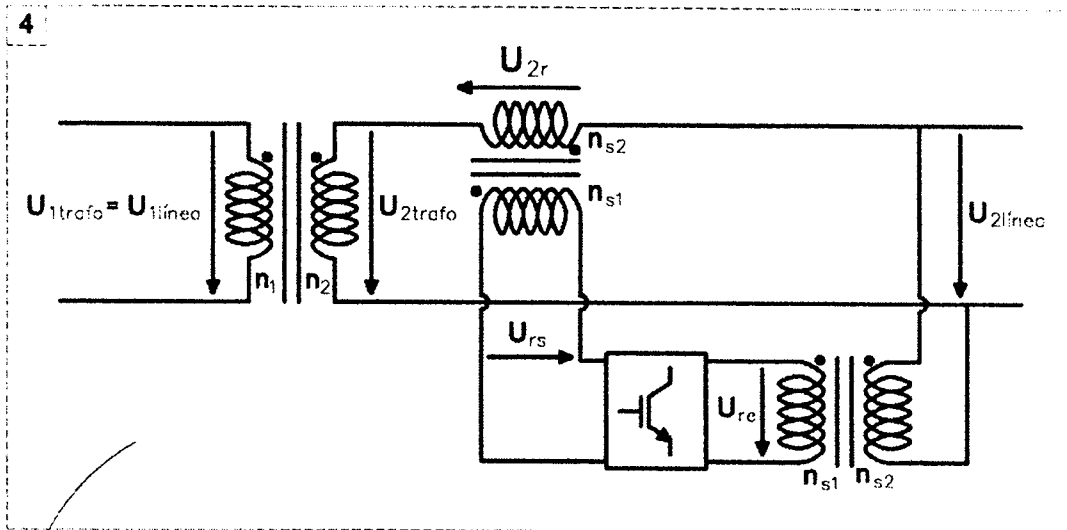 4
U2r
ns2
ns1
U1trafo = U1línea
U2trafo
U2línea
n1 n2
Urs
Ure
ns1 ns2